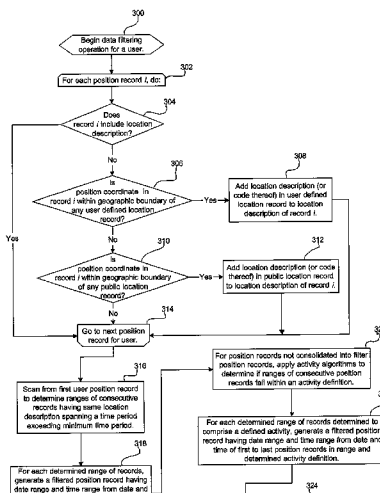 300
Begin data filtering
operation for a user.
302
For each position record i, do:
304
Does
record i include location
description?
No
306
Is
position coordinate in
record i within geographic boundary of
any user defined location
record?
Yes
308
Add location description (or
code thereof) in user defined
location record to location
description of record i.
Yes
No
310
Is
position coordinate in
record i within geographic boundary
of any public location
record?
Yes
312
Add location description (or code
thereof) in public location record
to location description of record i.
No
314
Go to next position
record for user.
316
Scan from first user position record
to determine ranges of consecutive
records having same location
description spanning a time period
exceeding minimum time period.
318
For each determined range of records,
generate a filtered position record having
date range and time range from date and
For position records not consolidated into filter
position records, apply activity algorithms to
determine if ranges of consecutive position
records fall within an activity definition.
For each determined range of records determined to
comprise a defined activity, generate a filtered position
record having date range and time range from date and
time of first to last position records in range and
determined activity definition.
324